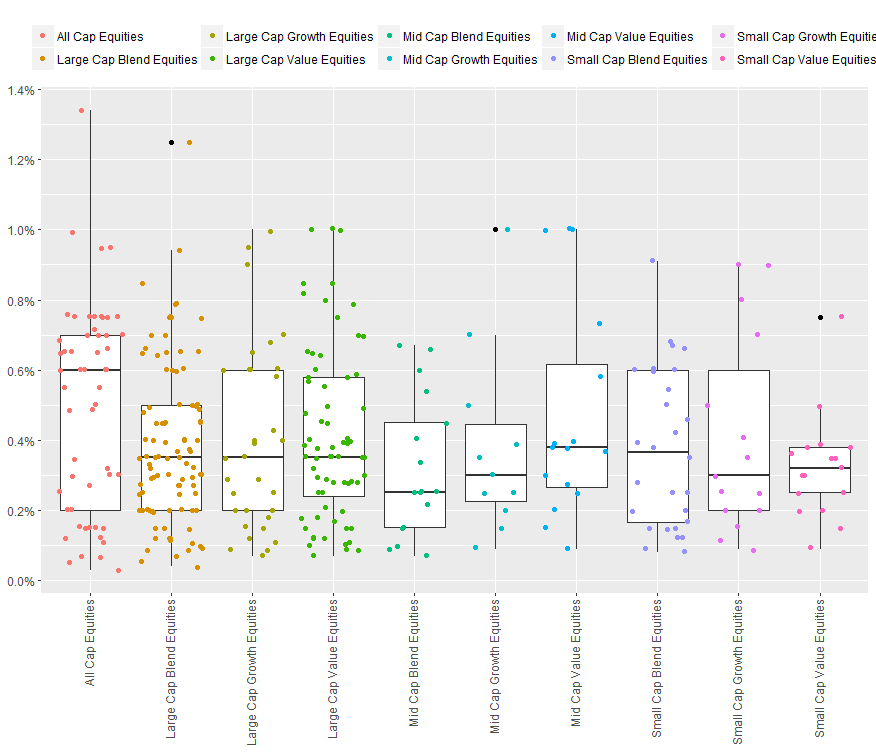 All Cap Equities Large Cap Growth Equities Mid Cap Blend Equities Mid Cap Value Equities Small Cap Growth Equitie
Large Cap Blend Equities Large Cap Value Equities Mid Cap Growth Equities Small Cap Blend Equities Small Cap Value Equities
1.4%
1.2%
1.0%
0.8%
0.6%
0.4%
0.2%
0.0%
All Cap Equities
Large Cap Blend Equities
Large Cap Growth Equities
Large Cap Value Equities
Mid Cap Blend Equities
Mid Cap Growth Equities
Mid Cap Value Equities
Small Cap Blend Equities
Small Cap Growth Equities
Small Cap Value Equities